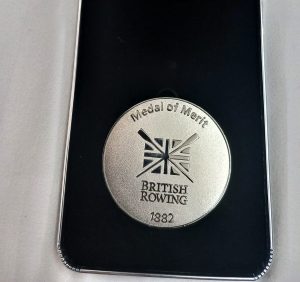 Medal of Merit
BRITISH
ROWING
1882